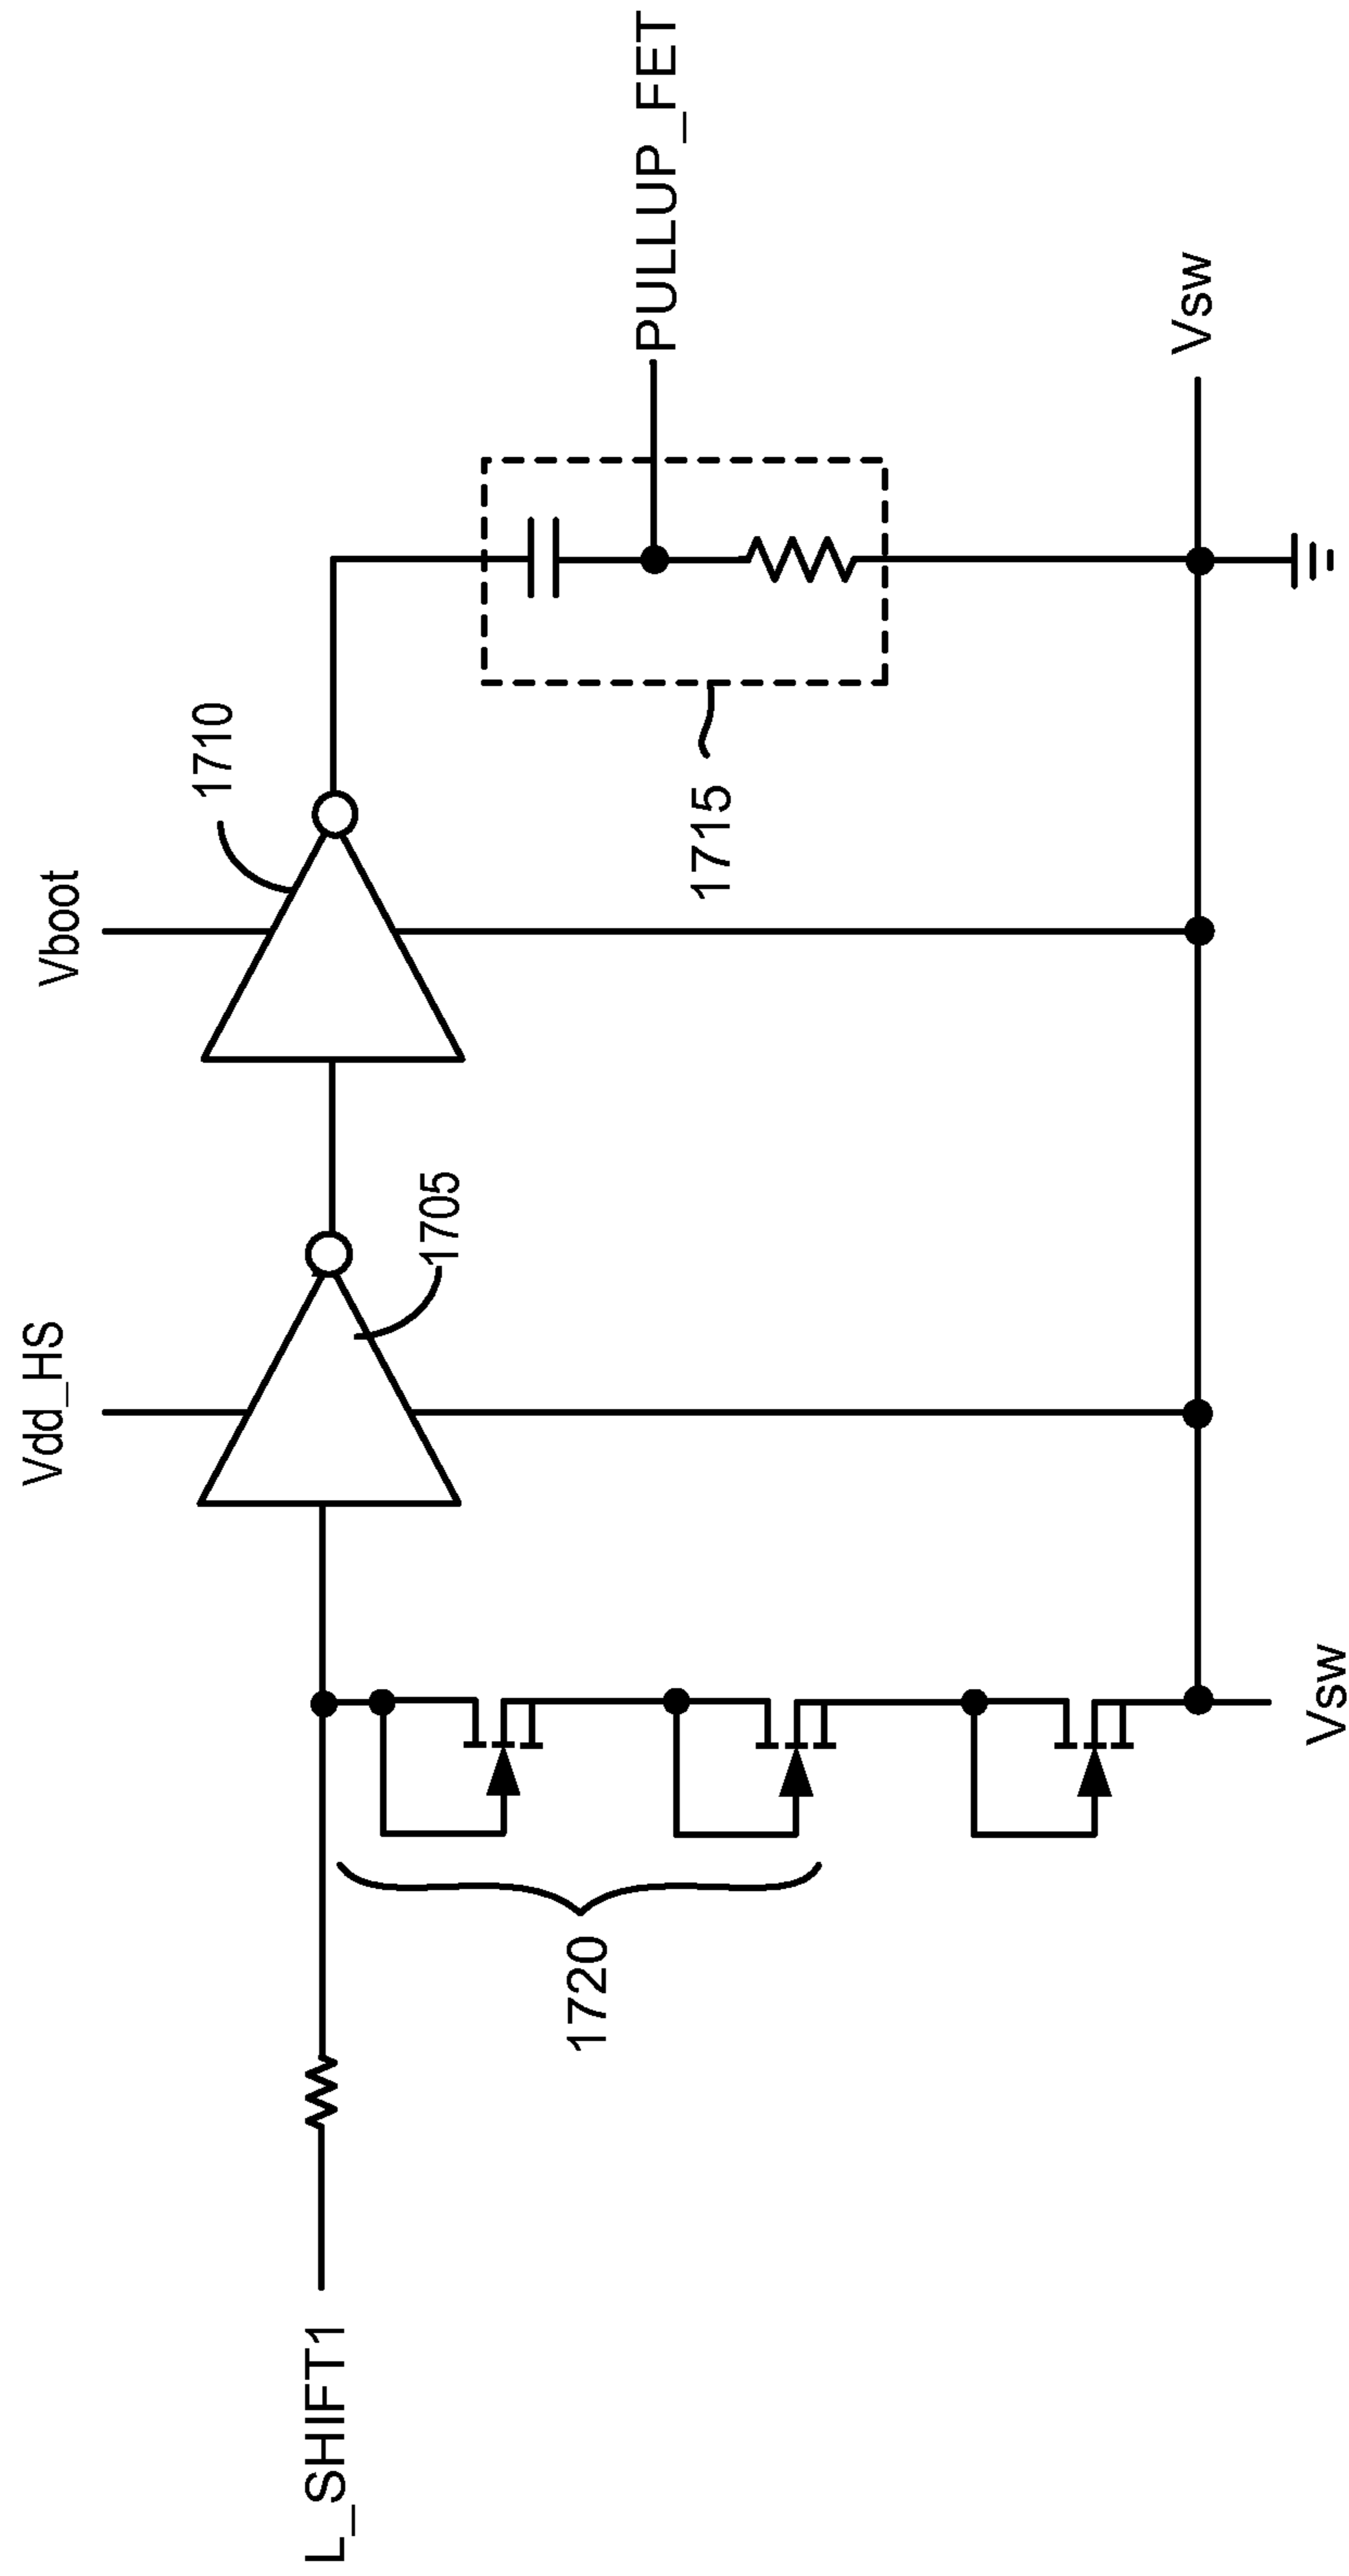 Vdd_HS
Vboot
1710
1705
L_SHIFT1
1720
1715
PULLUP_FET
Vsw
Vsw